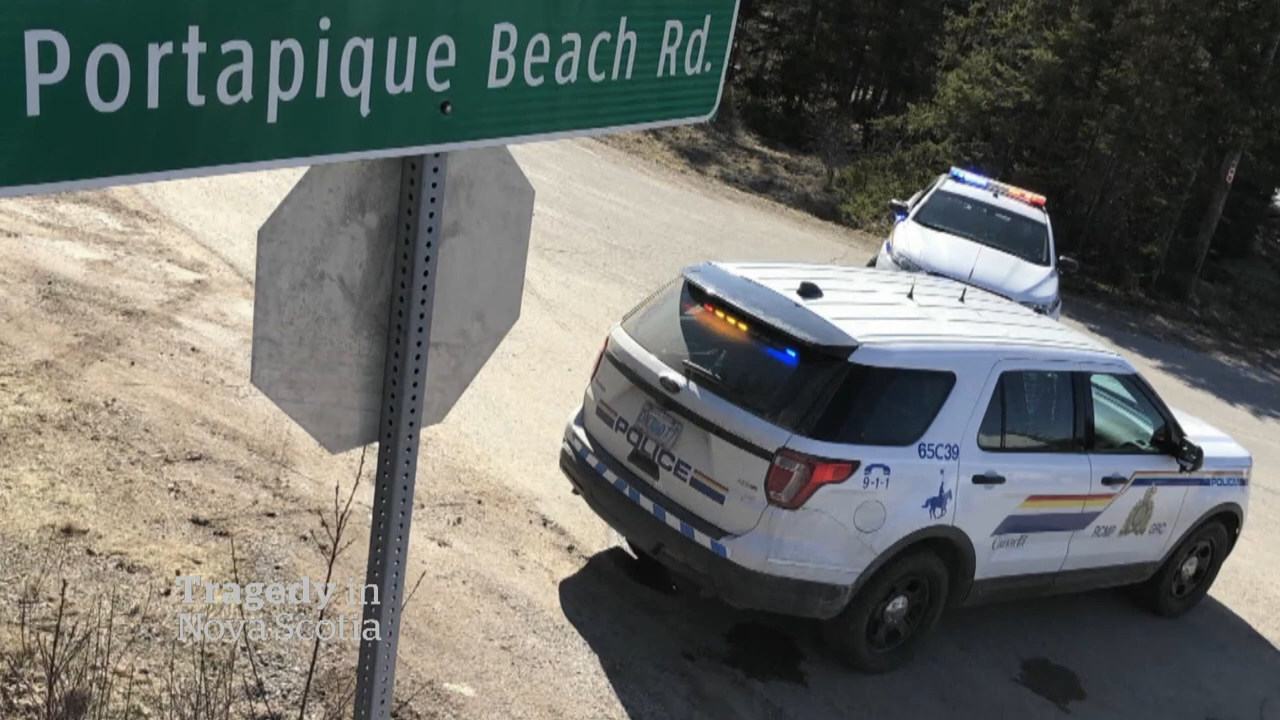 Portapique Beach Rd.
POLICE
65C39
9-1-1
Canada
RCMP GRC
POLICE
Tragedy in
Nova Scotia